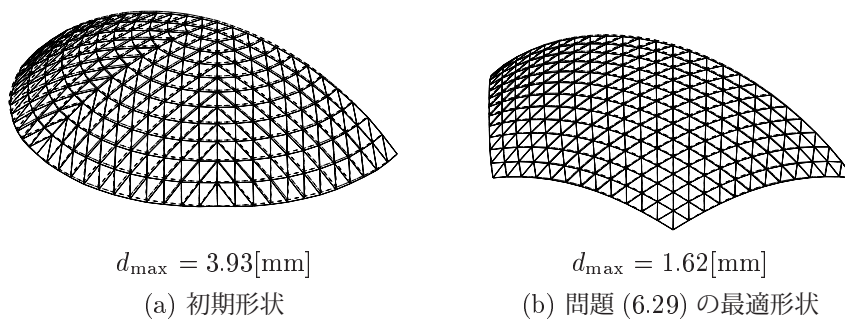 d_max = 3.93[mm]
(a) 初期形状
d_max = 1.62[mm]
(b) 問題 (6.29) の最適形状